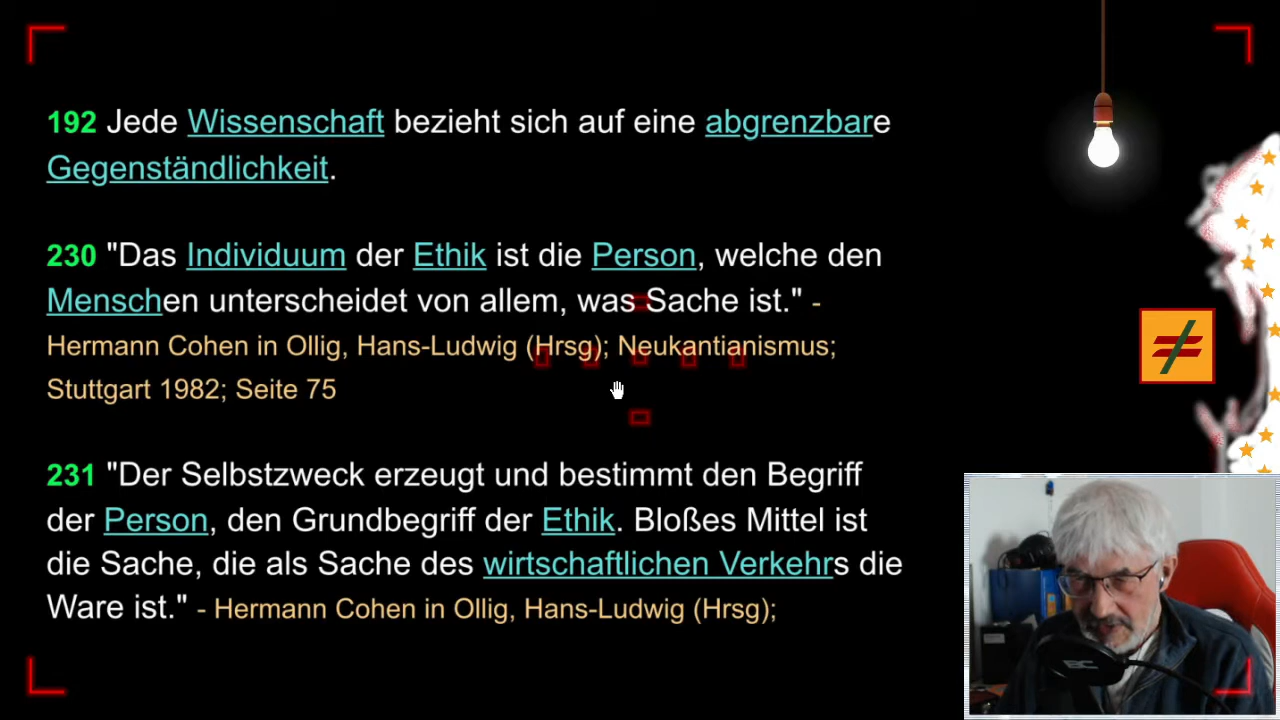 192 Jede Wissenschaft bezieht sich auf eine abgrenzbare
Gegenständlichkeit.
230 "Das Individuum der Ethik ist die Person, welche den
Menschen unterscheidet von allem, was Sache ist." -
Hermann Cohen in Ollig, Hans-Ludwig (Hrsg); Neukantianismus;
Stuttgart 1982; Seite 75
231 "Der Selbstzweck erzeugt und bestimmt den Begriff
der Person, den Grundbegriff der Ethik. Bloßes Mittel ist
die Sache, die als Sache des wirtschaftlichen Verkehrs die
Ware ist." - Hermann Cohen in Ollig, Hans-Ludwig (Hrsg);